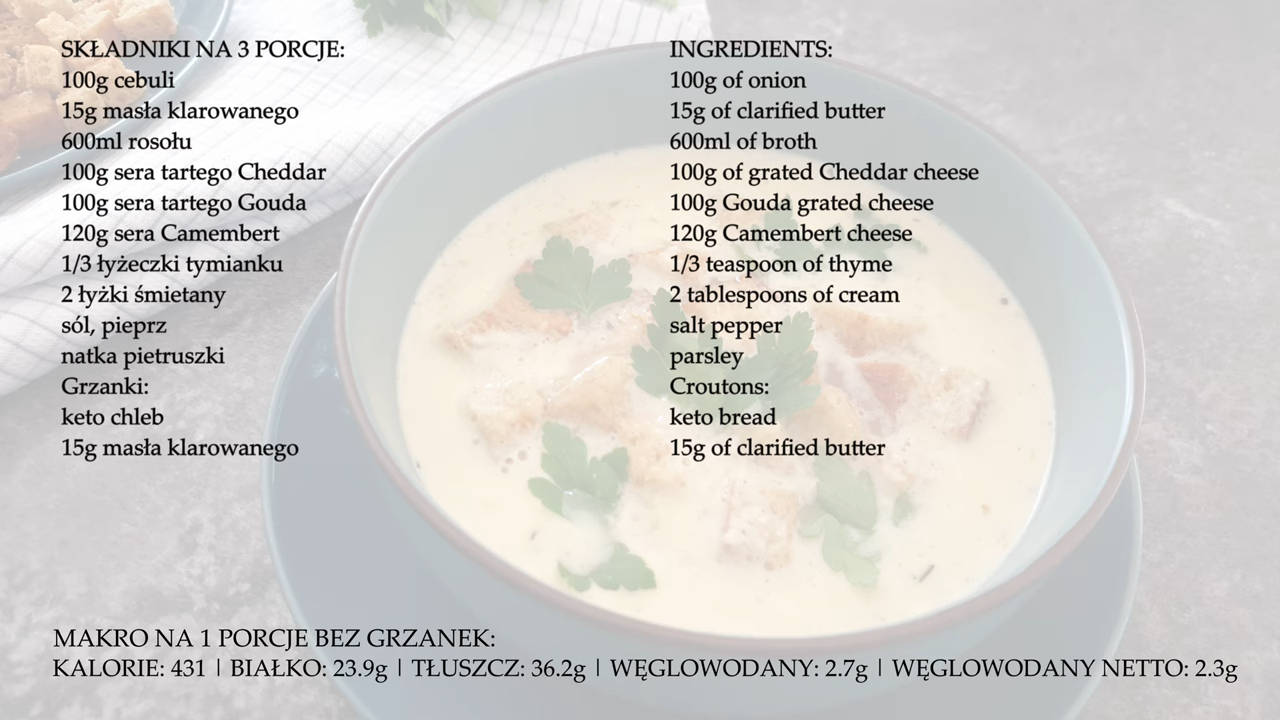 SKŁADNIKI NA 3 PORCJE:
100g cebuli
15g masła klarowanego
600ml rosołu
100g sera tartego Cheddar
100g sera tartego Gouda
120g sera Camembert
1/3 łyżeczki tymianku
2 łyżki śmietany
sól, pieprz
natka pietruszki
Grzanki:
keto chleb
15g masła klarowanego
INGREDIENTS:
100g of onion
15g of clarified butter
600ml of broth
100g of grated Cheddar cheese
100g Gouda grated cheese
120g Camembert cheese
1/3 teaspoon of thyme
2 tablespoons of cream
salt pepper
parsley
Croutons:
keto bread
15g of clarified butter
MAKRO NA 1 PORCJE BEZ GRZANEK:
KALORIE: 431 | BIAŁKO: 23.9g | TŁUSZCZ: 36.2g | WĘGLOWODANY: 2.7g | WĘGLOWODANY NETTO: 2.3g